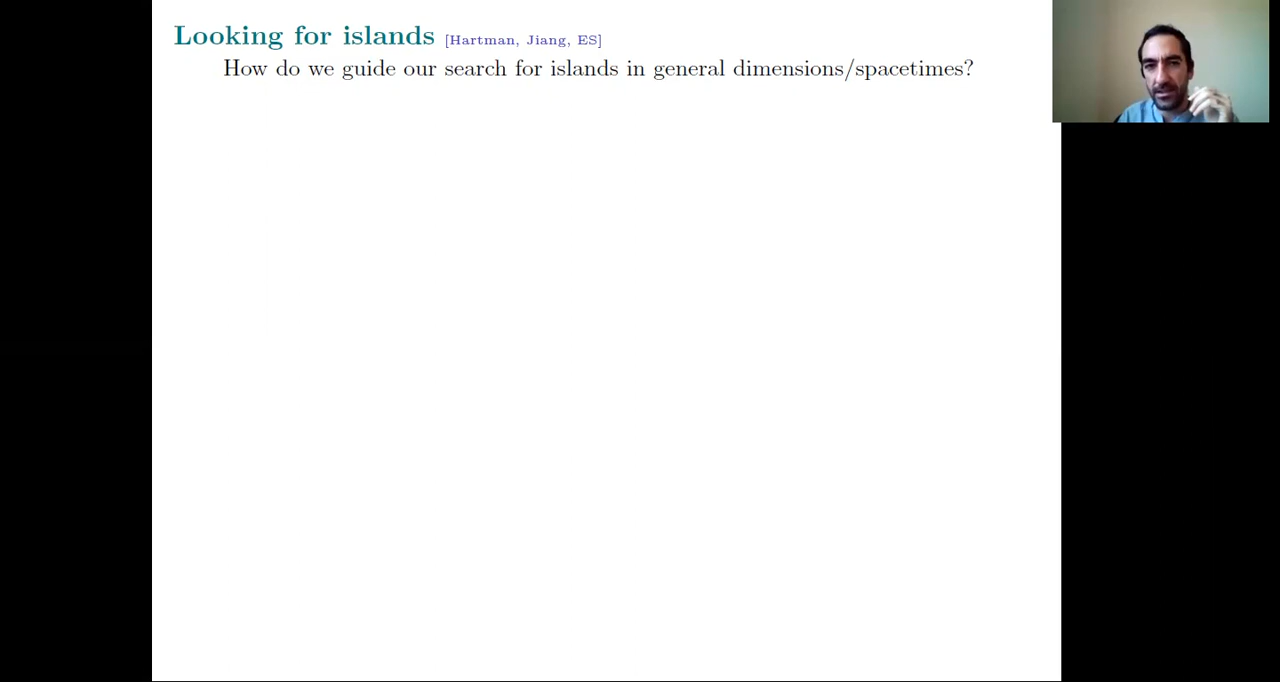 Looking for islands [Hartman, Jiang, ES]
How do we guide our search for islands in general dimensions/spacetimes?